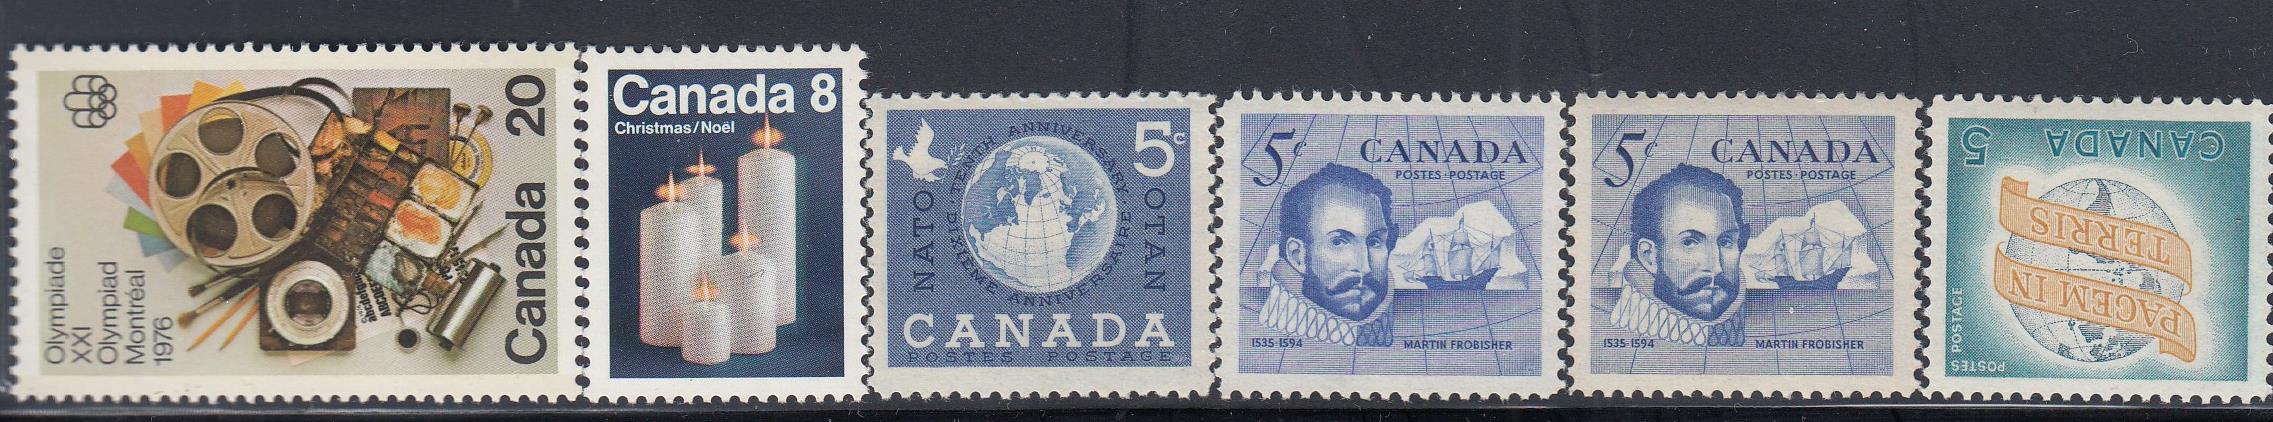 Olympiade
XXI
Olympiad
Montréal
1976
Canada 20
Canada 8
Christmas/Noël
5c
TENTH ANNIVERSARY
DIXIÈME ANNIVERSAIRE
NATO
OTAN
CANADA
POSTES POSTAGE
5c CANADA
POSTES·POSTAGE
1535-1594 MARTIN FROBISHER
5c CANADA
POSTES·POSTAGE
1535-1594 MARTIN FROBISHER
POSTES POSTAGE
PACEM IN
TERRIS
CANADA 5